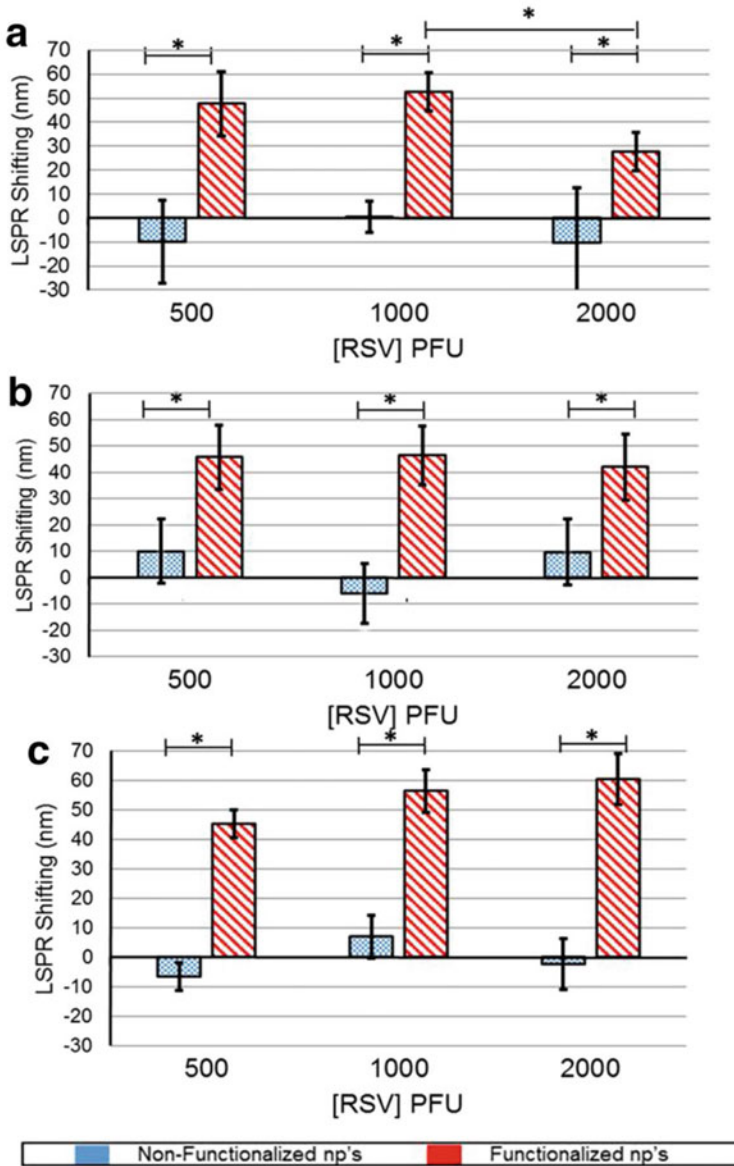 a
*
* * *
LSPR Shifting (nm)
70
60
50
40
30
20
10
0
-10
-20
-30
500 1000 2000
[RSV] PFU
b
* * *
LSPR Shifting (nm)
70
60
50
40
30
20
10
0
-10
-20
-30
500 1000 2000
[RSV] PFU
c
* * *
LSPR Shifting (nm)
70
60
50
40
30
20
10
0
-10
-20
-30
500 1000 2000
[RSV] PFU
Non-Functionalized np's Functionalized np's